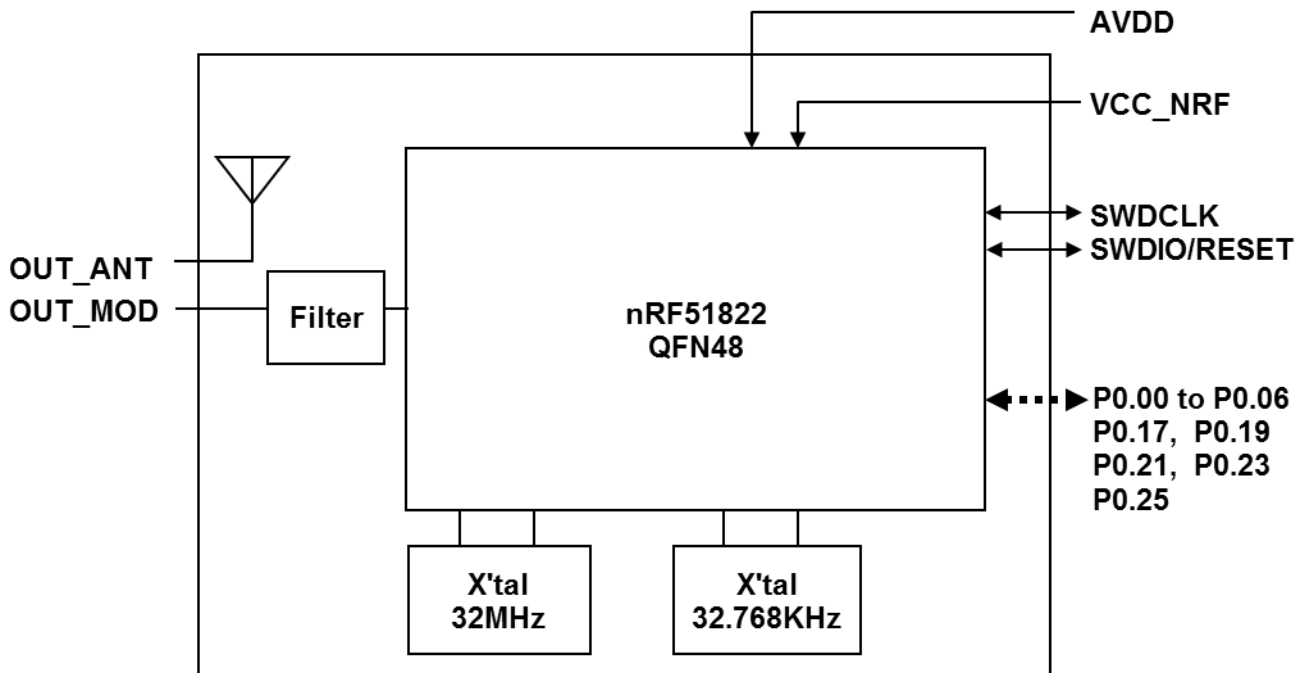 AVDD
VCC_NRF
SWDCLK
SWDIO/RESET
OUT_ANT
OUT_MOD
Filter
nRF51822
QFN48
P0.00 to P0.06
P0.17, P0.19
P0.21, P0.23
P0.25
X'tal
32MHz
X'tal
32.768KHz